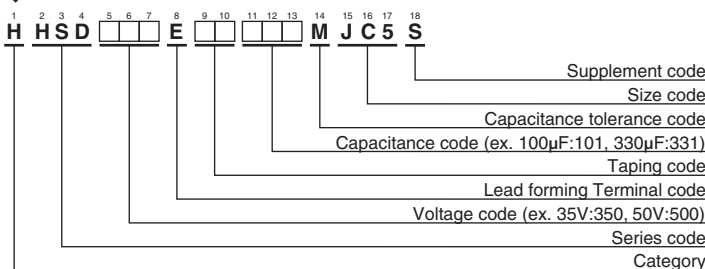 1 2 3 4 5 6 7 8 9 10 11 12 13 14 15 16 17 18
H HSD □□□ E □□ □□□ M JC5 S
Supplement code
Size code
Capacitance tolerance code
Capacitance code (ex. 100µF:101, 330µF:331)
Taping code
Lead forming Terminal code
Voltage code (ex. 35V:350, 50V:500)
Series code
Category